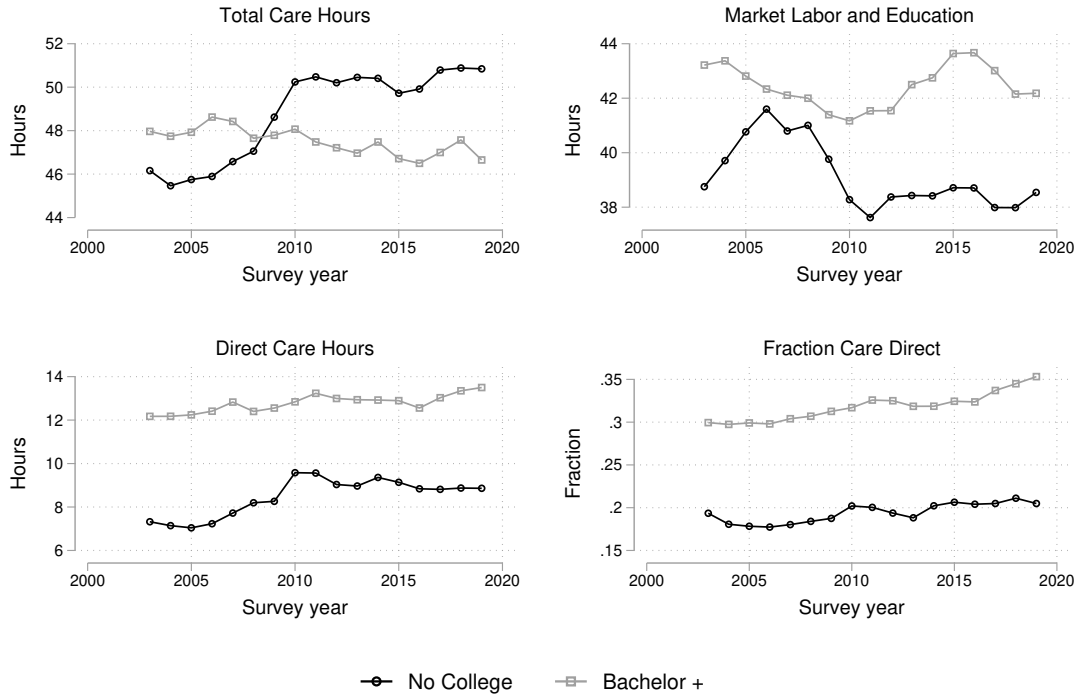 Total Care Hours
52
50
48
46
44
Hours
2000 2005 2010 2015 2020
Survey year
Market Labor and Education
44
42
40
38
Hours
2000 2005 2010 2015 2020
Survey year
Direct Care Hours
14
12
10
8
6
Hours
2000 2005 2010 2015 2020
Survey year
Fraction Care Direct
.35
.3
.25
.2
.15
Fraction
2000 2005 2010 2015 2020
Survey year
No College Bachelor +